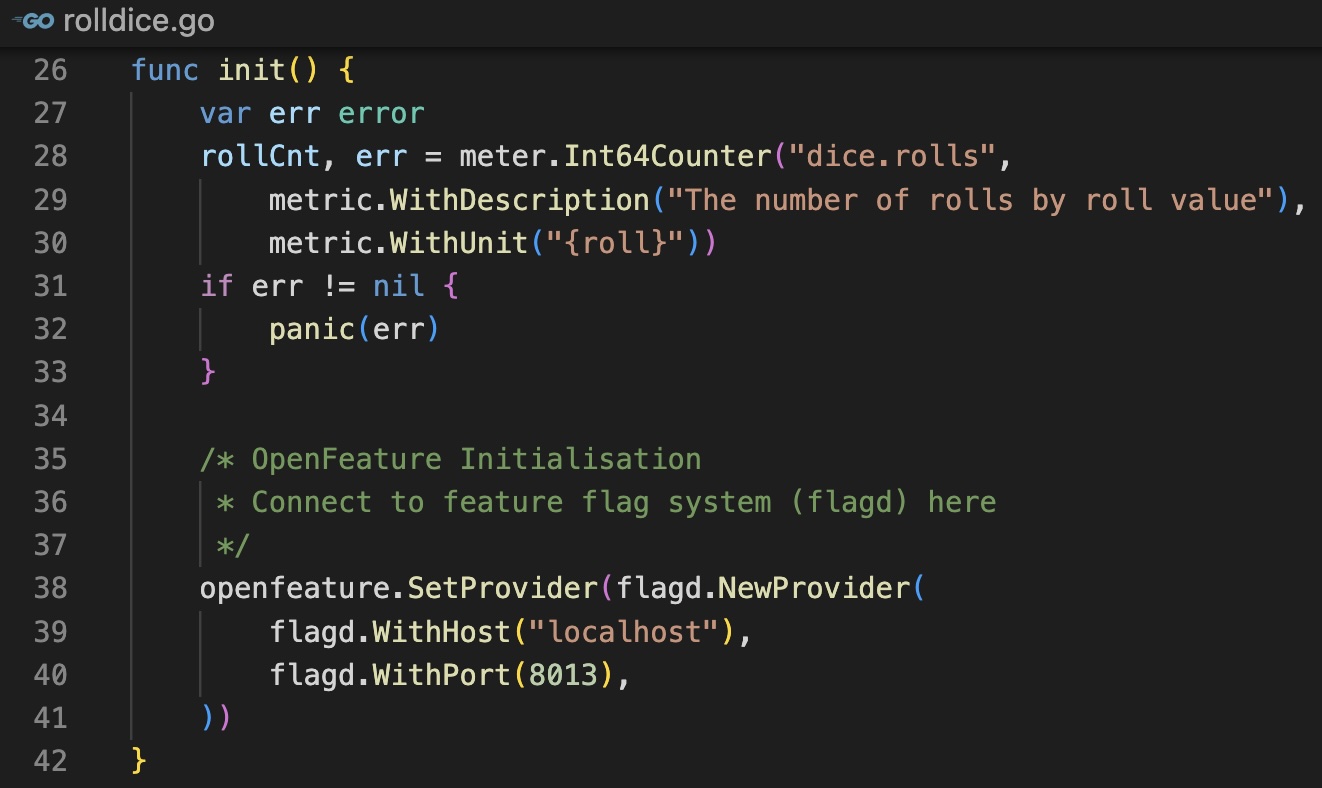 GO rolldice.go
26 func init() {
27 var err error
28 rollCnt, err = meter.Int64Counter("dice.rolls",
29 metric.WithDescription("The number of rolls by roll value"),
30 metric.WithUnit("{roll}"))
31 if err != nil {
32 panic(err)
33 }
34
35 /* OpenFeature Initialisation
36 * Connect to feature flag system (flagd) here
37 */
38 openfeature.SetProvider(flagd.NewProvider(
39 flagd.WithHost("localhost"),
40 flagd.WithPort(8013),
41 ))
42 }